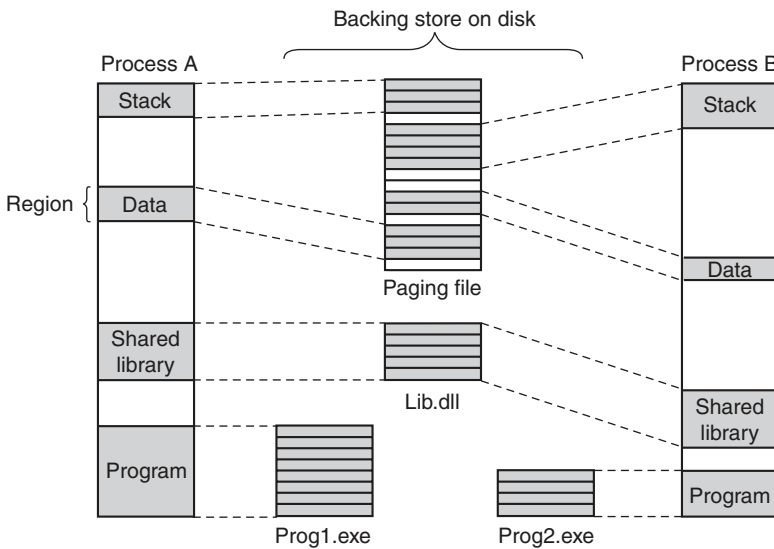 Backing store on disk
Process A
Process B
Stack
Stack
Region
Data
Data
Paging file
Shared
library
Lib.dll
Shared
library
Program
Program
Prog1.exe
Prog2.exe